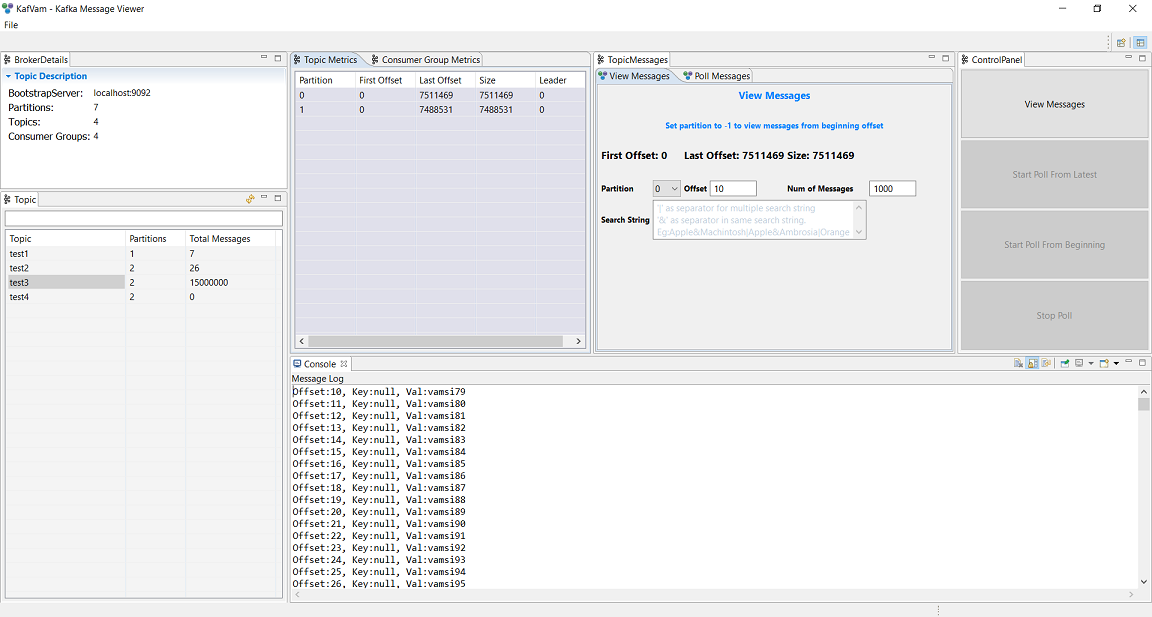 KafVam - Kafka Message Viewer
File
BrokerDetails
Topic Description
BootstrapServer: localhost:9092
Partitions: 7
Topics: 4
Consumer Groups: 4
Topic
Topic Partitions Total Messages
test1 1 7
test2 2 26
test3 2 15000000
test4 2 0
Topic Metrics Consumer Group Metrics
Partition First Offset Last Offset Size Leader
0 0 7511469 7511469 0
1 0 7488531 7488531 0
TopicMessages
View Messages Poll Messages
View Messages
Set partition to -1 to view messages from beginning offset
First Offset: 0 Last Offset: 7511469 Size: 7511469
Partition 0 Offset 10 Num of Messages 1000
Search String
'|' as separator for multiple search string
'&' as separator in same search string.
Eg:Apple&Machintosh|Apple&Ambrosia|Orange
ControlPanel
View Messages
Start Poll From Latest
Start Poll From Beginning
Stop Poll
Console
Message Log
Offset:10, Key:null, Val:vamsi79
Offset:11, Key:null, Val:vamsi80
Offset:12, Key:null, Val:vamsi81
Offset:13, Key:null, Val:vamsi82
Offset:14, Key:null, Val:vamsi83
Offset:15, Key:null, Val:vamsi84
Offset:16, Key:null, Val:vamsi85
Offset:17, Key:null, Val:vamsi86
Offset:18, Key:null, Val:vamsi87
Offset:19, Key:null, Val:vamsi88
Offset:20, Key:null, Val:vamsi89
Offset:21, Key:null, Val:vamsi90
Offset:22, Key:null, Val:vamsi91
Offset:23, Key:null, Val:vamsi92
Offset:24, Key:null, Val:vamsi93
Offset:25, Key:null, Val:vamsi94
Offset:26, Key:null, Val:vamsi95